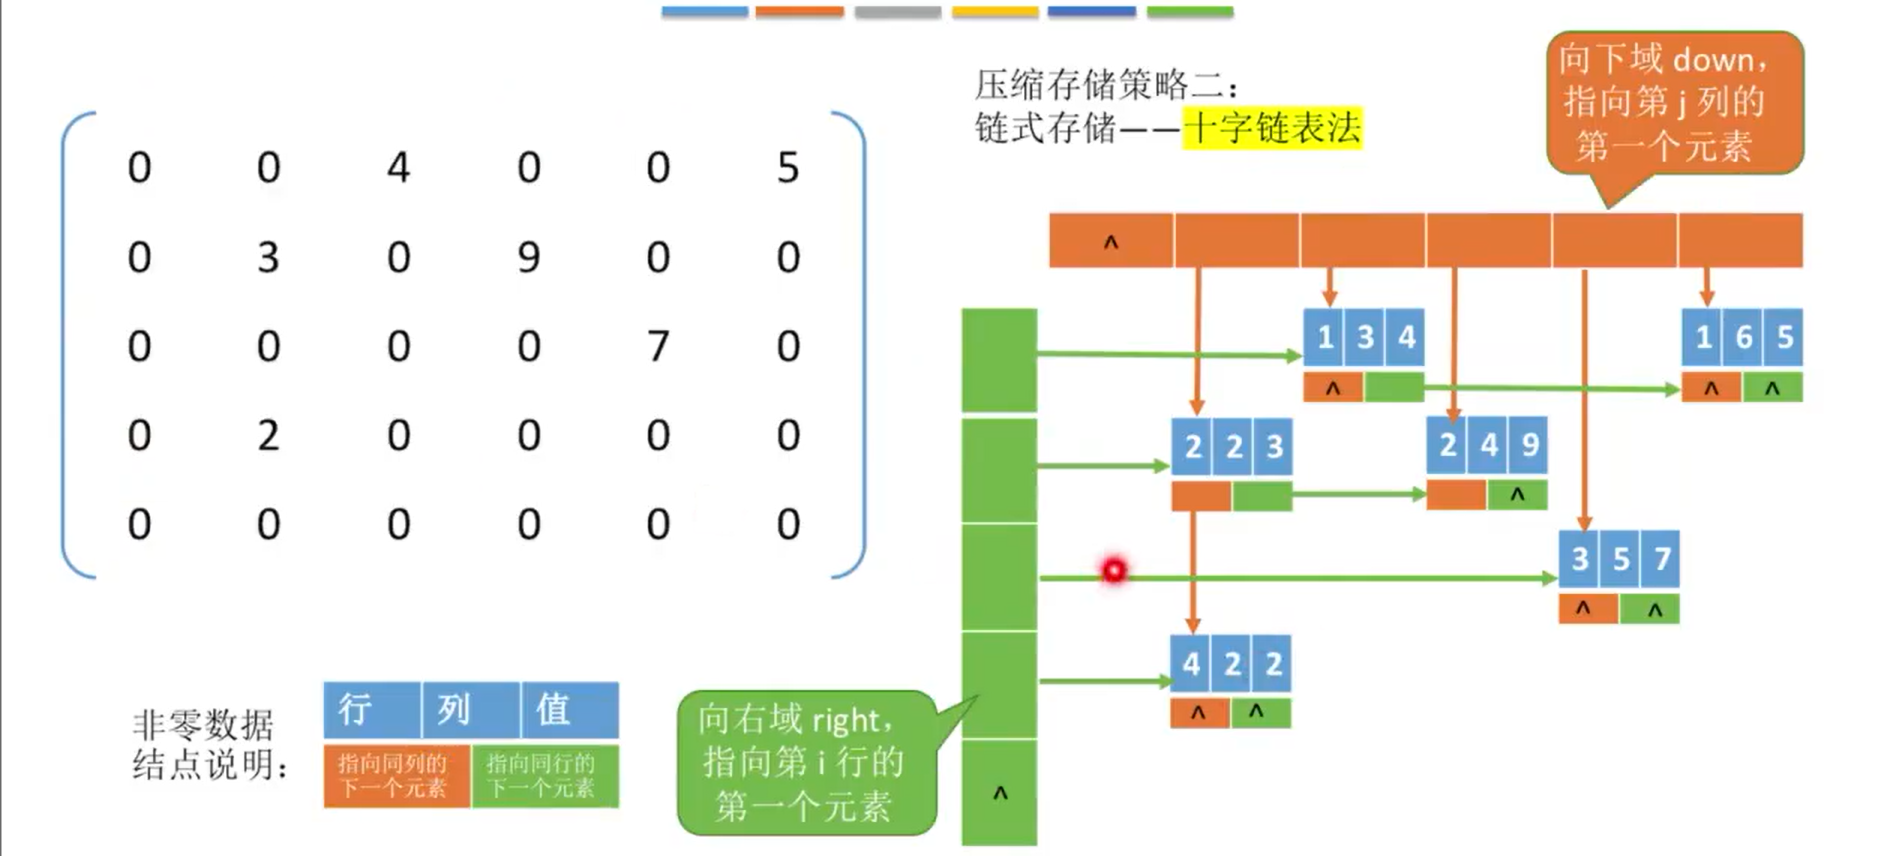 压缩存储策略二：
链式存储——十字链表法
向下域 down，
指向第 j 列的
第一个元素
0 0 4 0 0 5
0 3 0 9 0 0
0 0 0 0 7 0
0 2 0 0 0 0
0 0 0 0 0 0
^
1 3 4
^
1 6 5
^ ^
2 2 3
2 4 9
^
3 5 7
^ ^
4 2 2
^ ^
^
向右域 right，
指向第 i 行的
第一个元素
非零数据
结点说明：
行 列 值
指向同列的
下一个元素
指向同行的
下一个元素